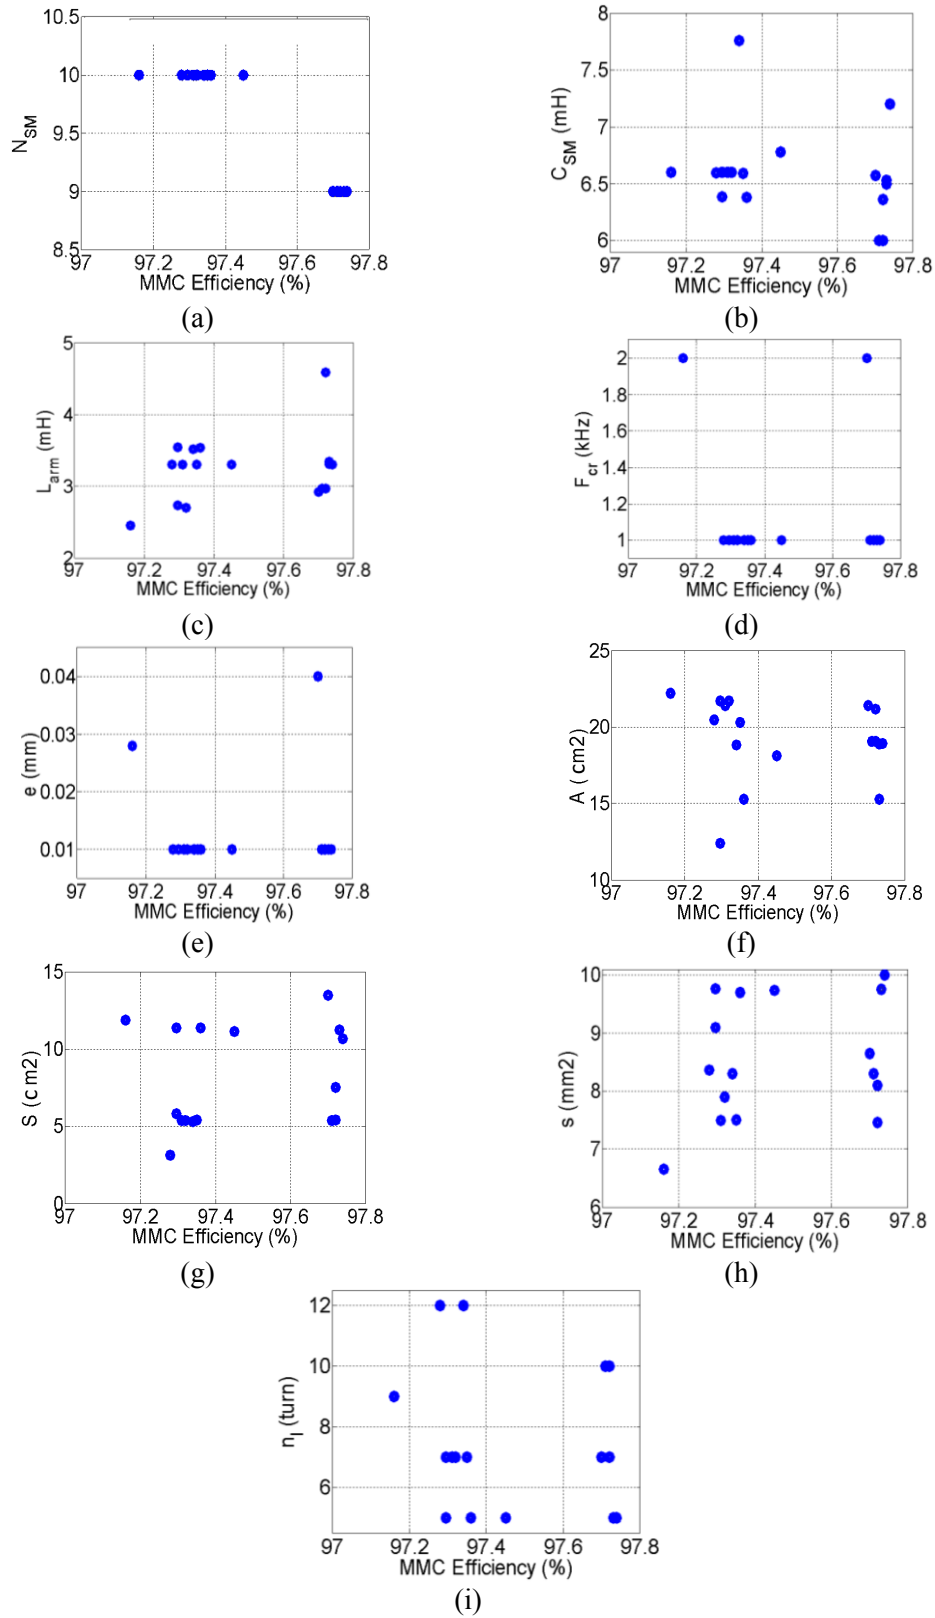 10.5
10
9.5
9
8.5
N_SM
97 97.2 97.4 97.6 97.8
MMC Efficiency (%)
(a)
8
7.5
7
6.5
6
C_SM (mH)
97 97.2 97.4 97.6 97.8
MMC Efficiency (%)
(b)
5
4
3
2
L_arm (mH)
97 97.2 97.4 97.6 97.8
MMC Efficiency (%)
(c)
2
1.8
1.6
1.4
1.2
1
F_cr (kHz)
97 97.2 97.4 97.6 97.8
MMC Efficiency (%)
(d)
0.04
0.03
0.02
0.01
e (mm)
97 97.2 97.4 97.6 97.8
MMC Efficiency (%)
(e)
25
20
15
10
A ( cm2)
97 97.2 97.4 97.6 97.8
MMC Efficiency (%)
(f)
15
10
5
0
S (c m2)
97 97.2 97.4 97.6 97.8
MMC Efficiency (%)
(g)
10
9
8
7
6
s (mm2)
97 97.2 97.4 97.6 97.8
MMC Efficiency (%)
(h)
12
10
8
6
n_l (turn)
97 97.2 97.4 97.6 97.8
MMC Efficiency (%)
(i)